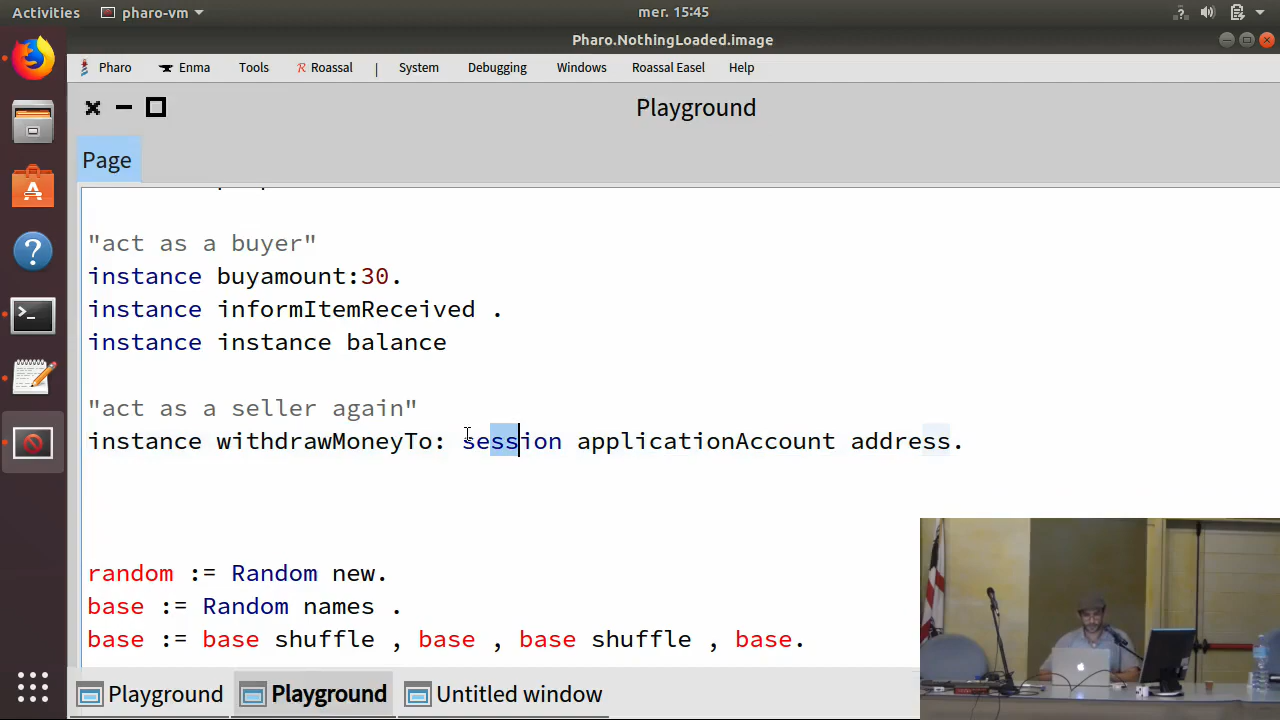 Activities pharo-vm mer. 15:45
Pharo.NothingLoaded.image
Pharo Enma Tools Roassal | System Debugging Windows Roassal Easel Help
Playground
Page
"act as a buyer"
instance buyamount:30.
instance informItemReceived .
instance instance balance
"act as a seller again"
instance withdrawMoneyTo: session applicationAccount address.
random := Random new.
base := Random names .
base := base shuffle , base , base shuffle , base.
Playground Playground Untitled window